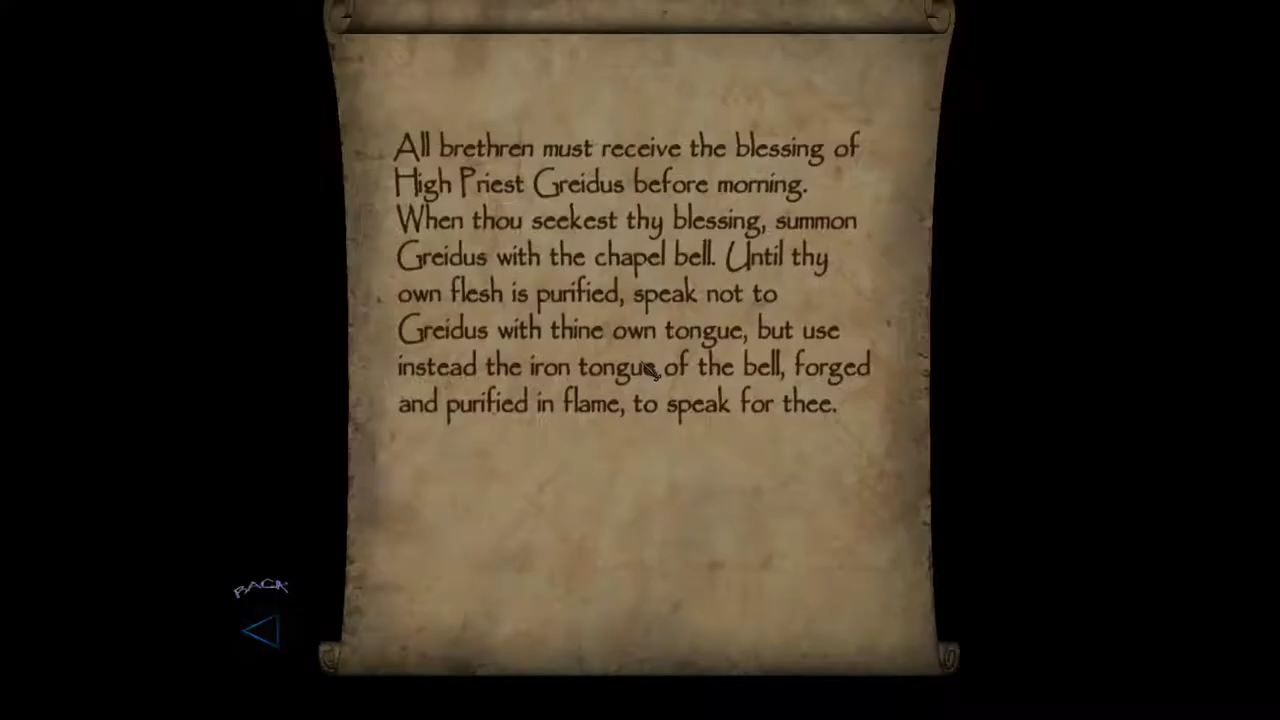 All brethren must receive the blessing of
High Priest Greidus before morning.
When thou seekest thy blessing, summon
Greidus with the chapel bell. Until thy
own flesh is purified, speak not to
Greidus with thine own tongue, but use
instead the iron tongue of the bell, forged
and purified in flame, to speak for thee.
BACK